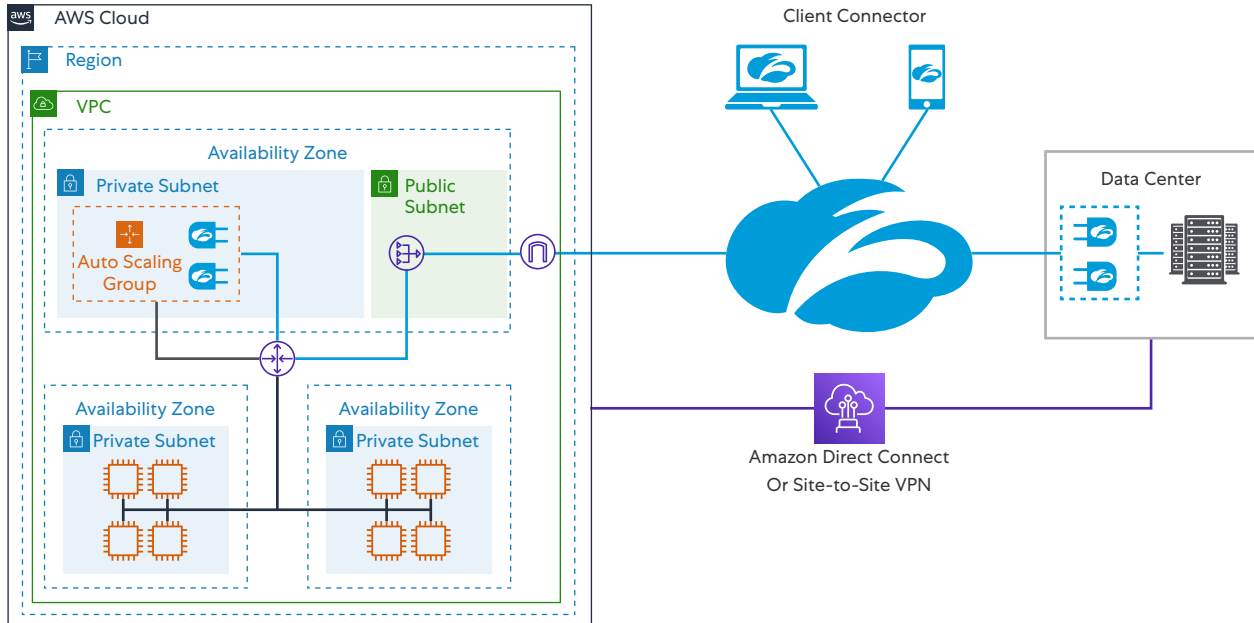 aws
AWS Cloud
Region
VPC
Availability Zone
Private Subnet
Auto Scaling
Group
Public
Subnet
Availability Zone
Private Subnet
Availability Zone
Private Subnet
Client Connector
Data Center
Amazon Direct Connect
Or Site-to-Site VPN